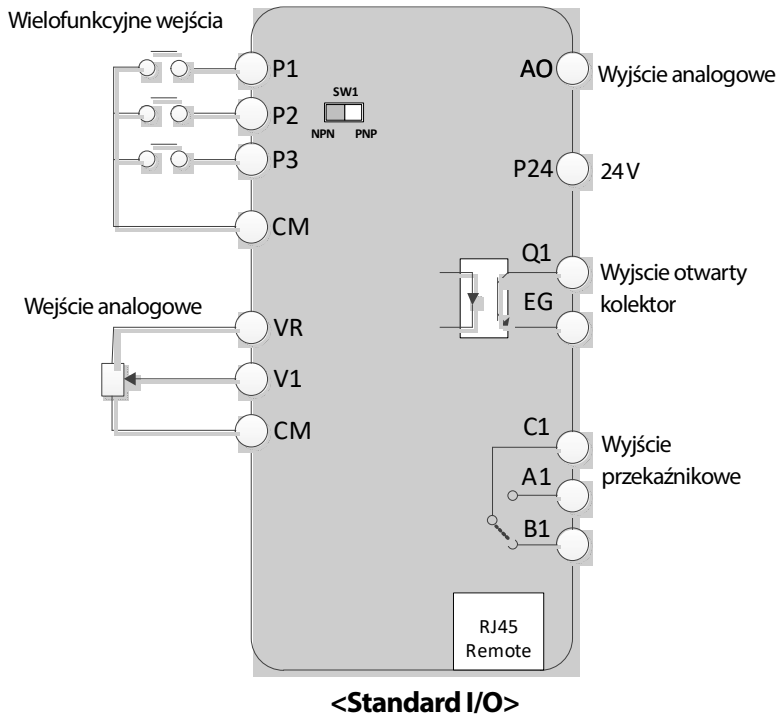 Wielofunkcyjne wejścia
P1
P2
P3
CM
SW1
NPN PNP
Wejście analogowe
VR
V1
CM
AO
Wyjście analogowe
P24
24 V
Q1
EG
Wyjscie otwarty
kolektor
C1
A1
B1
Wyjście
przekaźnikowe
RJ45
Remote
<Standard I/O>